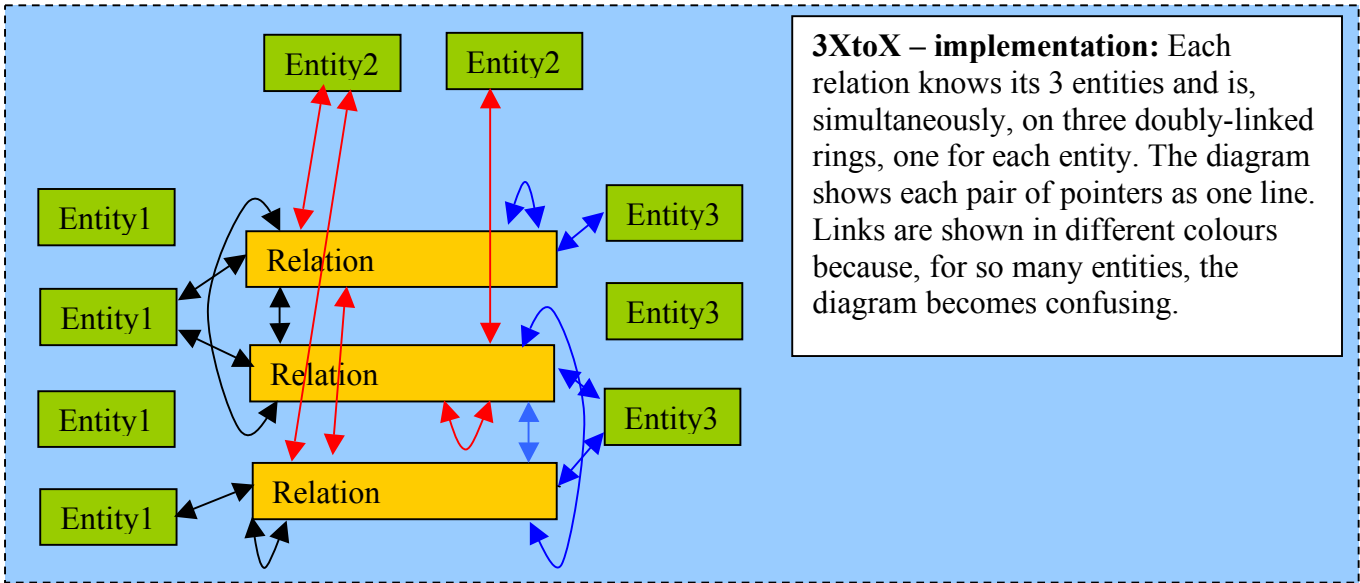 Entity2
Entity2
3XtoX – implementation: Each
relation knows its 3 entities and is,
simultaneously, on three doubly-linked
rings, one for each entity. The diagram
shows each pair of pointers as one line.
Links are shown in different colours
because, for so many entities, the
diagram becomes confusing.
Entity1
Entity3
Relation
Entity1
Entity3
Relation
Entity1
Entity3
Relation
Entity1